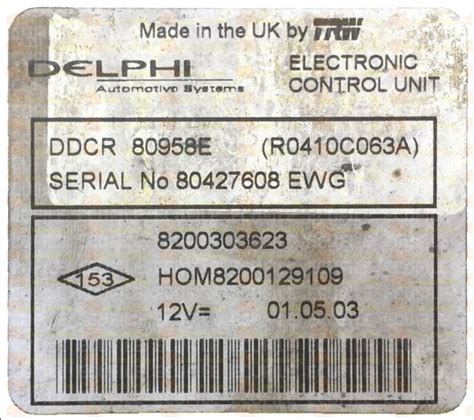 Made in the UK by TRW
DELPHI
Automotive Systems
ELECTRONIC
CONTROL UNIT
DDCR 80958E (R0410C063A)
SERIAL No 80427608 EWG
8200303623
153 HOM8200129109
12V= 01.05.03